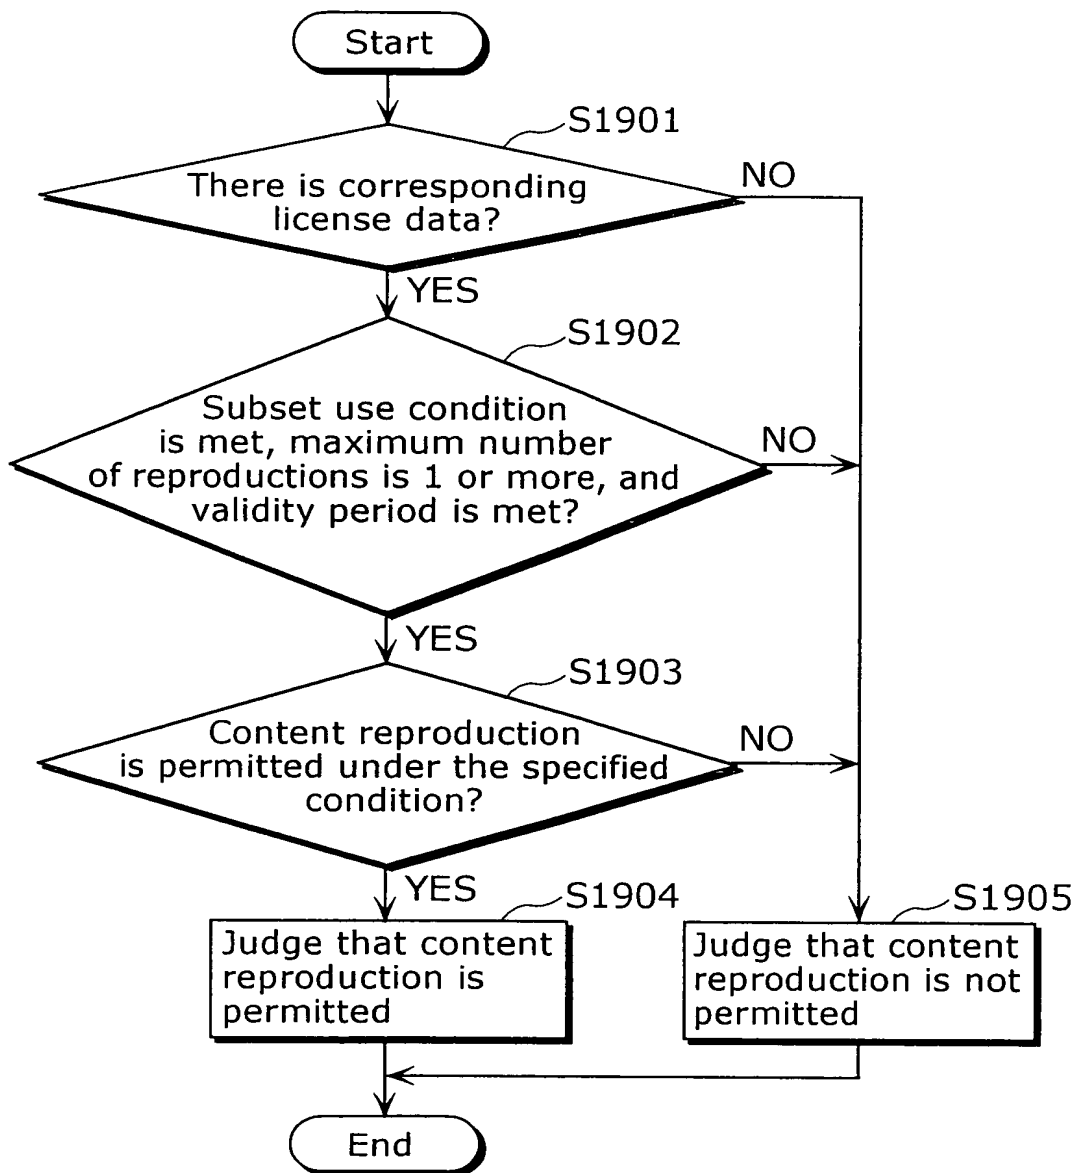 Start
S1901
There is corresponding
license data?
NO
YES
S1902
Subset use condition
is met, maximum number
of reproductions is 1 or more, and
validity period is met?
NO
YES
S1903
Content reproduction
is permitted under the specified
condition?
NO
YES
S1904
Judge that content
reproduction is
permitted
S1905
Judge that content
reproduction is not
permitted
End